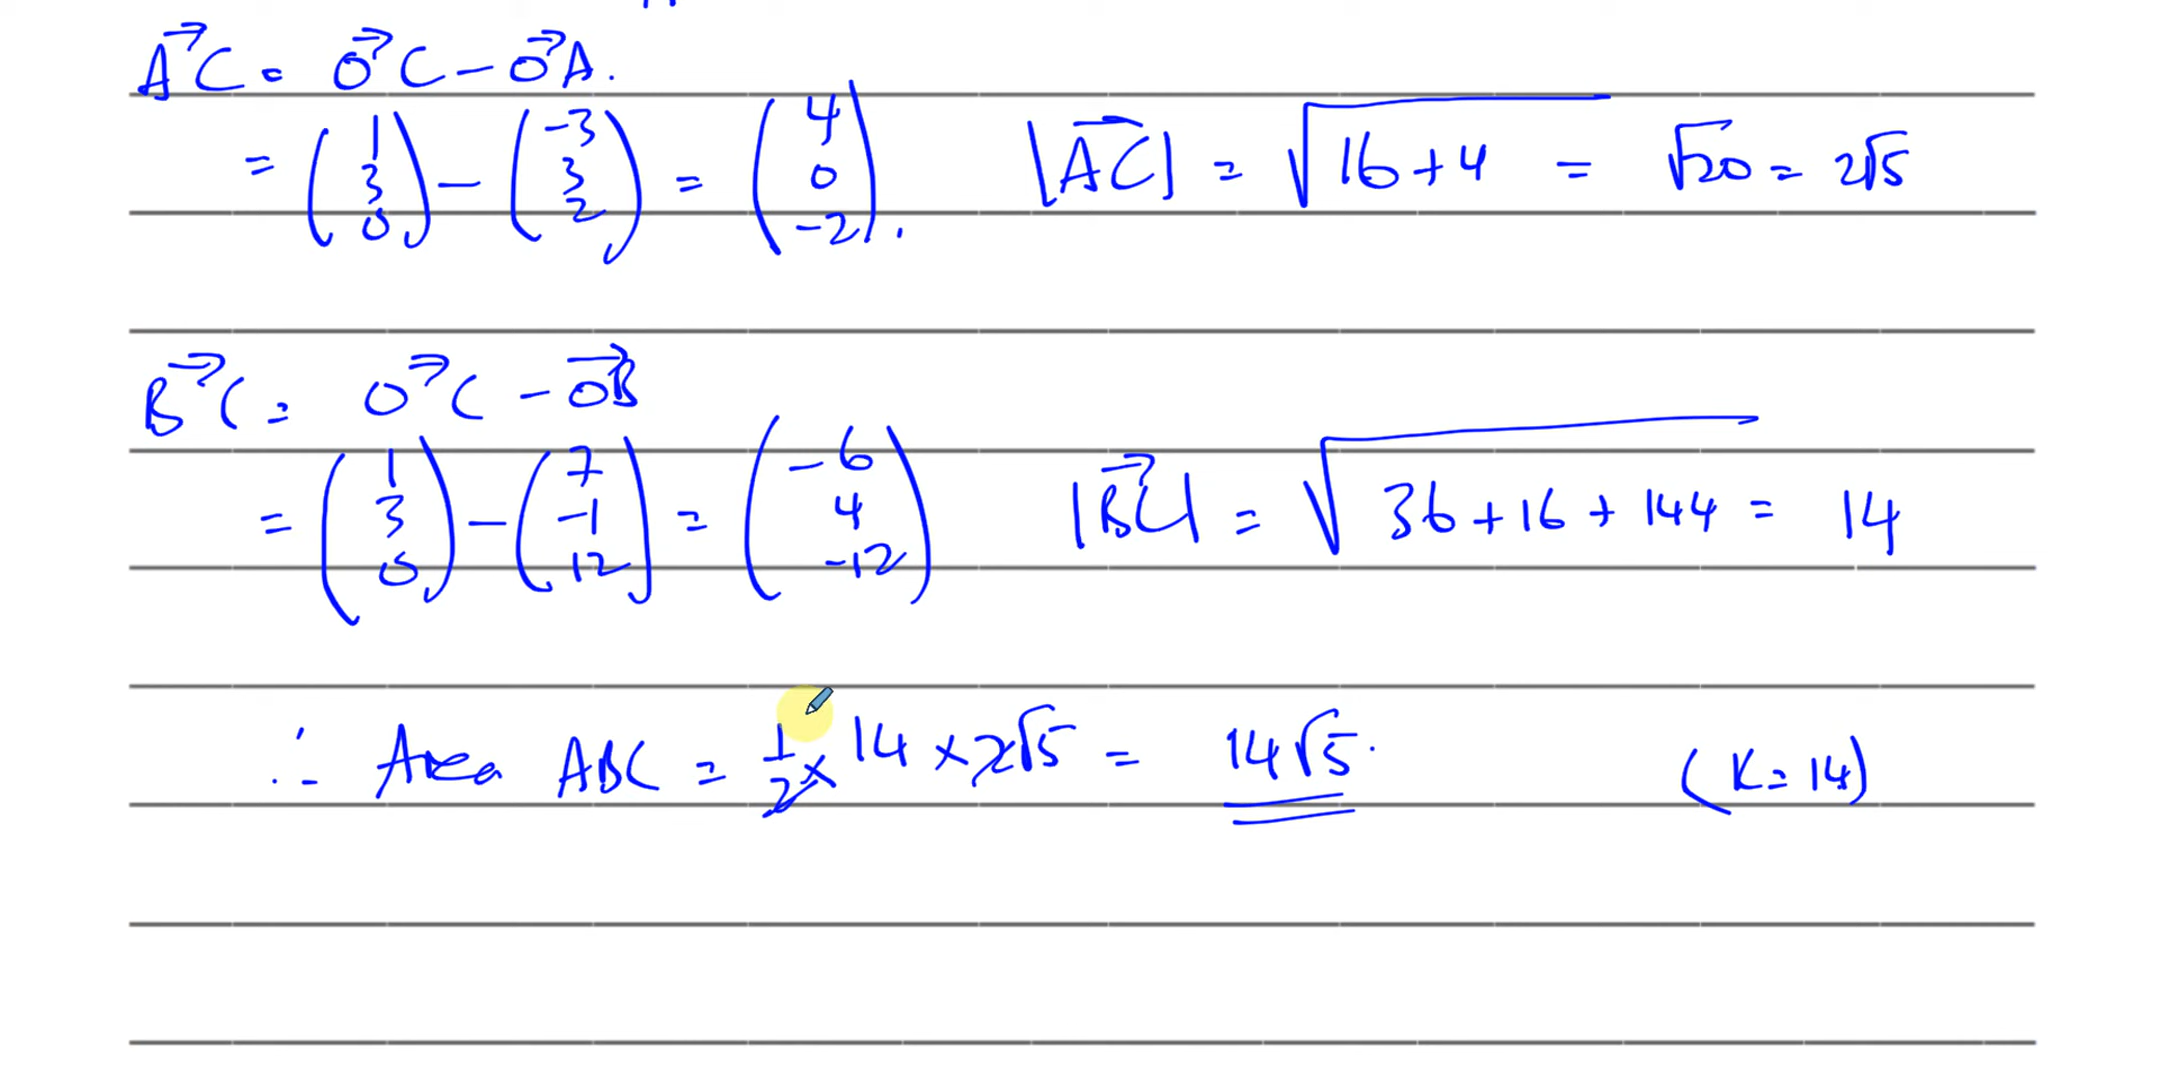 A⃗C = O⃗C - O⃗A.
= (1 3 0) - (-3 3 2) = (4 0 -2). |A⃗C| = √16+4 = √20 = 2√5
B⃗C = O⃗C - O⃗B
= (1 3 0) - (7 -1 12) = (-6 4 -12) |B⃗C| = √36+16+144 = 14
∴ Area ABC = 1/2 × 14 × 2√5 = 14√5. (K=14)